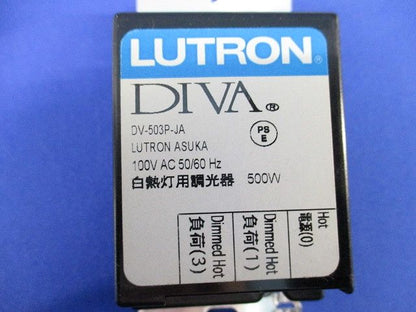 LUTRON®
DIVA®
DV-503P-JA
LUTRON ASUKA
100V AC 50/60 Hz
白熱灯用調光器 500W
PS
E
Dimmed Hot
負荷(3)
Dimmed Hot
負荷(1)
Hot
電源(0)